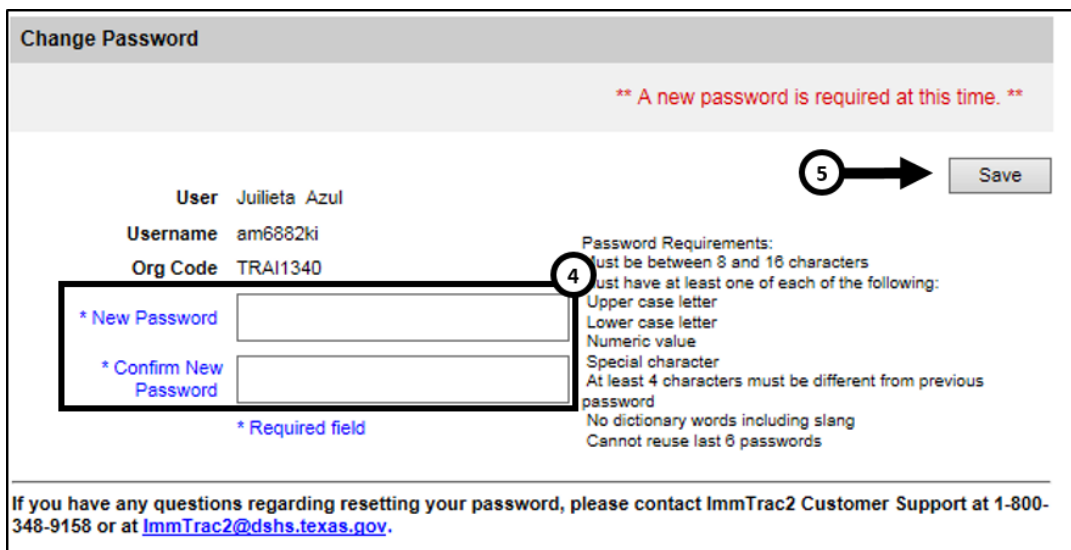 Change Password
** A new password is required at this time. **
5
Save
User Juilieta Azul
Username am6882ki
Org Code TRAI1340
4
* New Password
* Confirm New
Password
* Required field
Password Requirements:
Must be between 8 and 16 characters
Must have at least one of each of the following:
Upper case letter
Lower case letter
Numeric value
Special character
At least 4 characters must be different from previous
password
No dictionary words including slang
Cannot reuse last 6 passwords
If you have any questions regarding resetting your password, please contact ImmTrac2 Customer Support at 1-800-
348-9158 or at ImmTrac2@dshs.texas.gov.